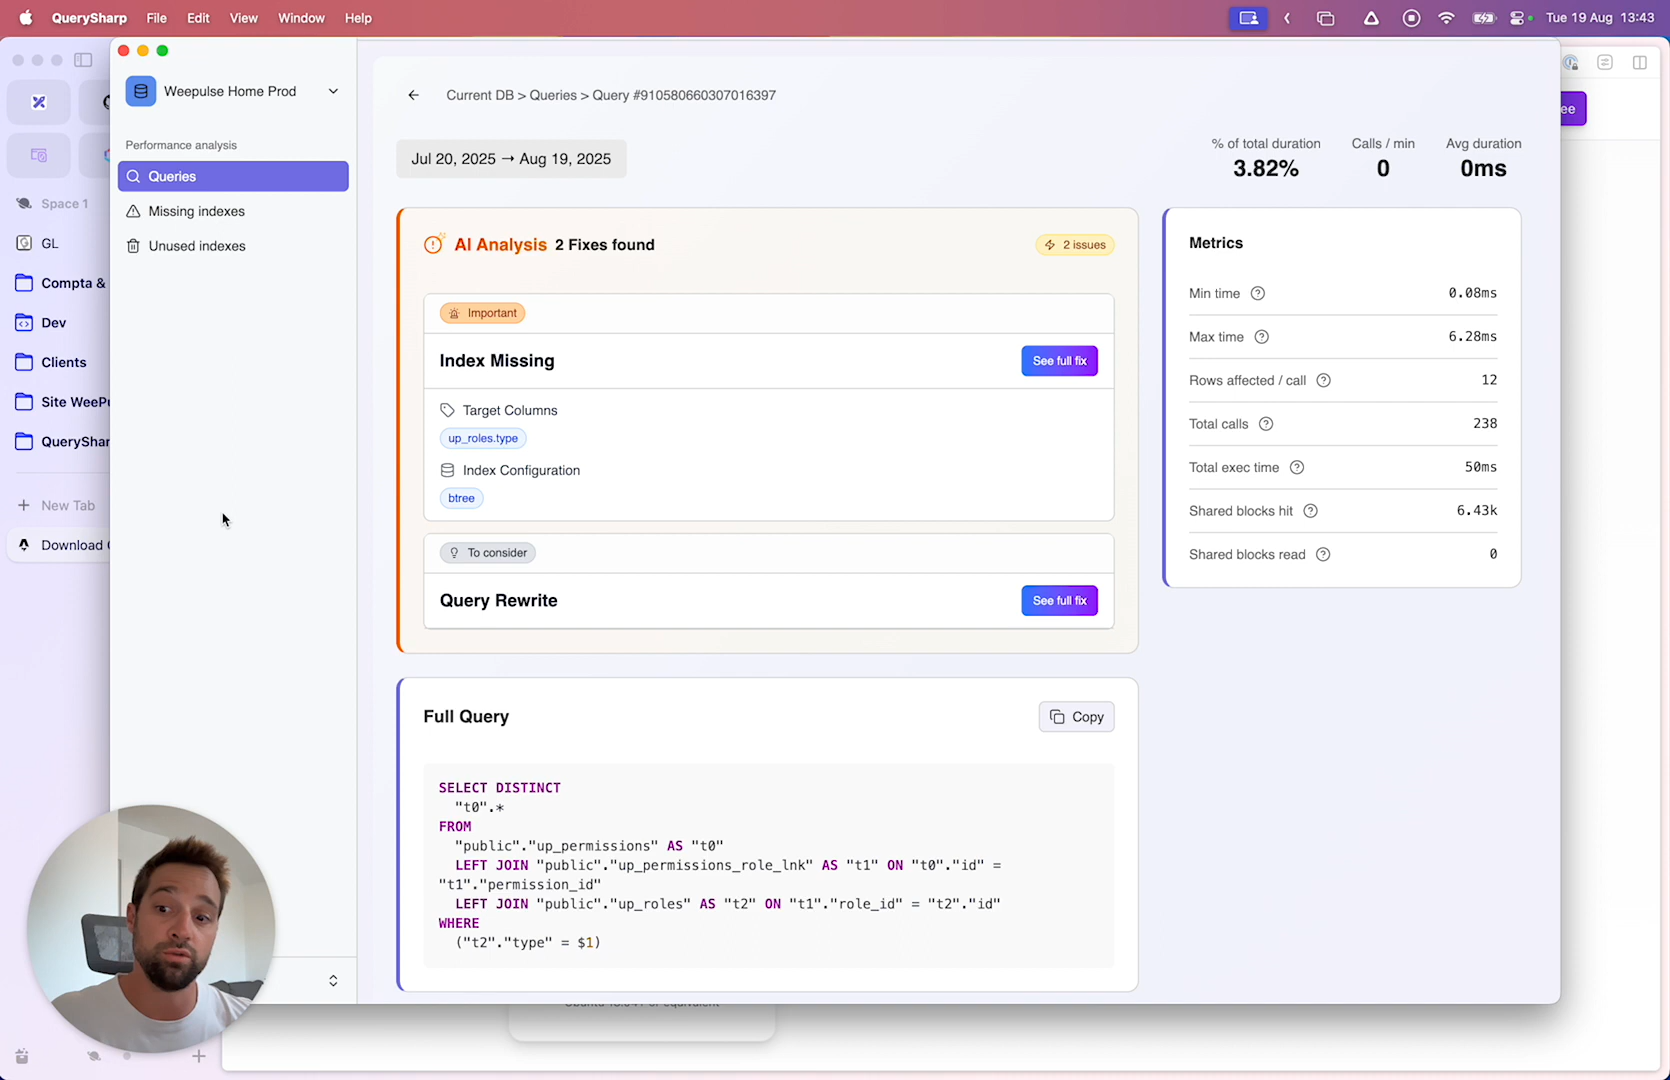 QuerySharp File Edit View Window Help
Tue 19 Aug 13:43
Weepulse Home Prod
Performance analysis
Queries
Missing indexes
Unused indexes
Space 1
GL
Compta &
Dev
Clients
Site WeePu
QueryShar
New Tab
Download
Current DB > Queries > Query #910580660307016397
Jul 20, 2025 → Aug 19, 2025
% of total duration
3.82%
Calls / min
0
Avg duration
0ms
AI Analysis 2 Fixes found
2 issues
Important
Index Missing
See full fix
Target Columns
up_roles.type
Index Configuration
btree
To consider
Query Rewrite
See full fix
Full Query
Copy
SELECT DISTINCT
"t0".*
FROM
"public"."up_permissions" AS "t0"
LEFT JOIN "public"."up_permissions_role_lnk" AS "t1" ON "t0"."id" =
"t1"."permission_id"
LEFT JOIN "public"."up_roles" AS "t2" ON "t1"."role_id" = "t2"."id"
WHERE
("t2"."type" = $1)
Metrics
Min time 0.08ms
Max time 6.28ms
Rows affected / call 12
Total calls 238
Total exec time 50ms
Shared blocks hit 6.43k
Shared blocks read 0
ee